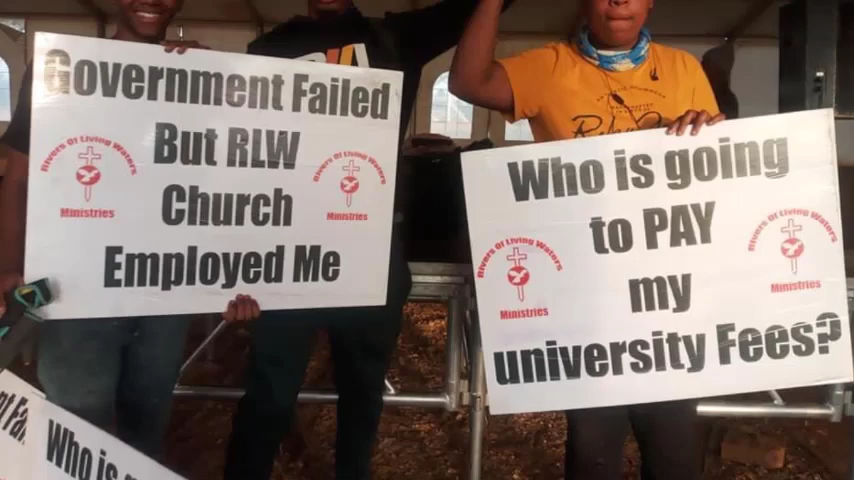 Government Failed
But RLW
Church
Employed Me
Rivers Of Living Waters
Ministries
Rivers Of Living Waters
Ministries
Who is going
to PAY
my
university Fees?
Rivers Of Living Waters
Ministries
Rivers Of Living Waters
Ministries
Who is